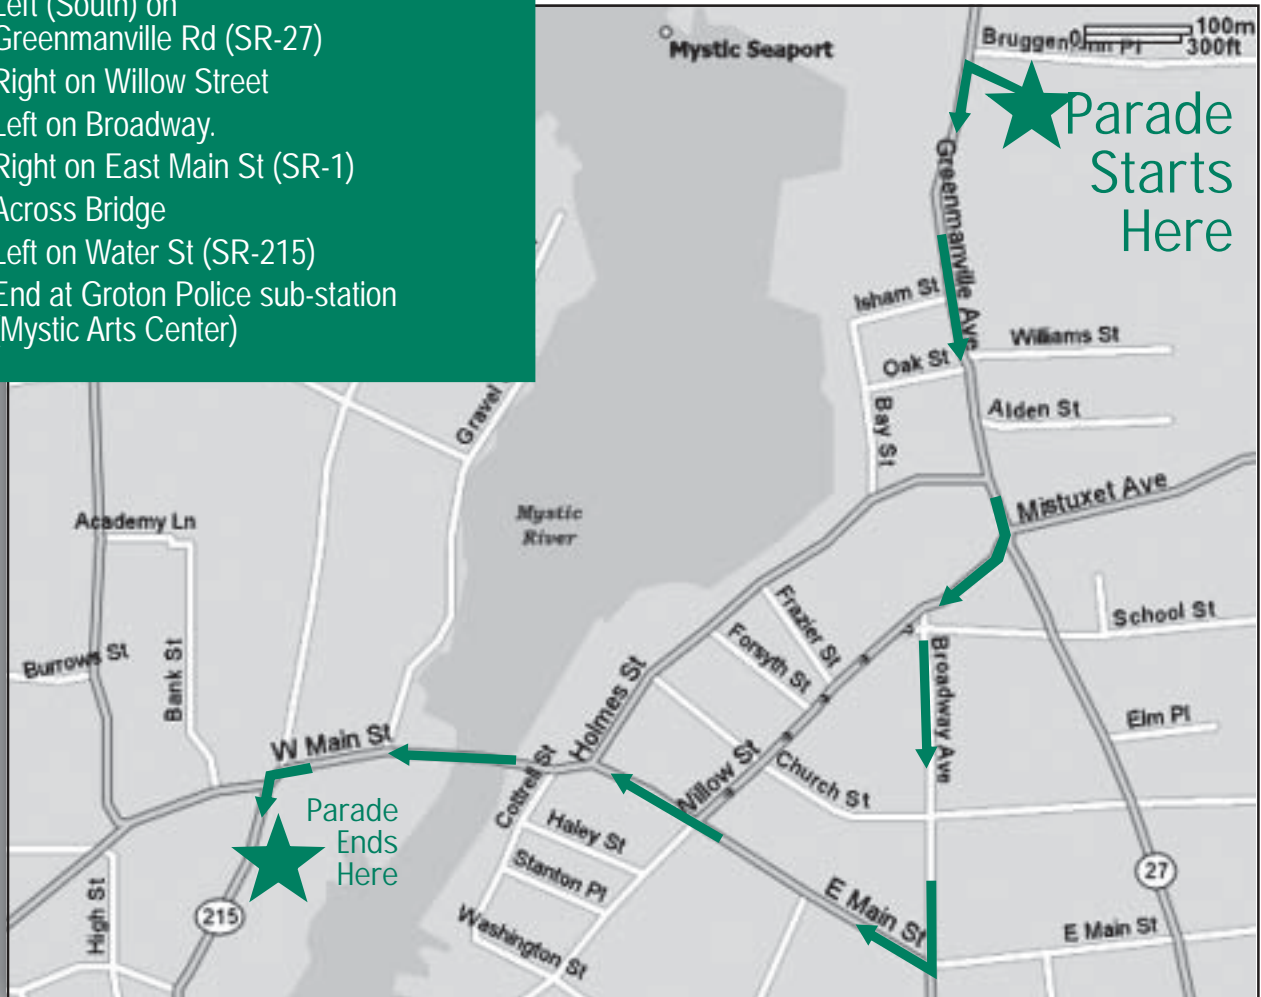 Left (South) on
Greenmanville Rd (SR-27)
Right on Willow Street
Left on Broadway.
Right on East Main St (SR-1)
Across Bridge
Left on Water St (SR-215)
End at Groton Police sub-station
(Mystic Arts Center)
Mystic Seaport
0
100m
300ft
Pl
Parade
Starts
Here
Greenmanville Ave
Isham St
Williams St
Oak St
Alden St
Bay St
Gravel
Mistuxet Ave
Mystic
River
Academy Ln
Frazier St
Forsyth St
School St
Burrows St
Bank St
Broadway Ave
Holmes St
Elm Pl
W Main St
Cottrell St
Willow St
Church St
Parade
Ends
Here
Haley St
Stanton Pl
27
E Main St
E Main St
High St
215
Washington St